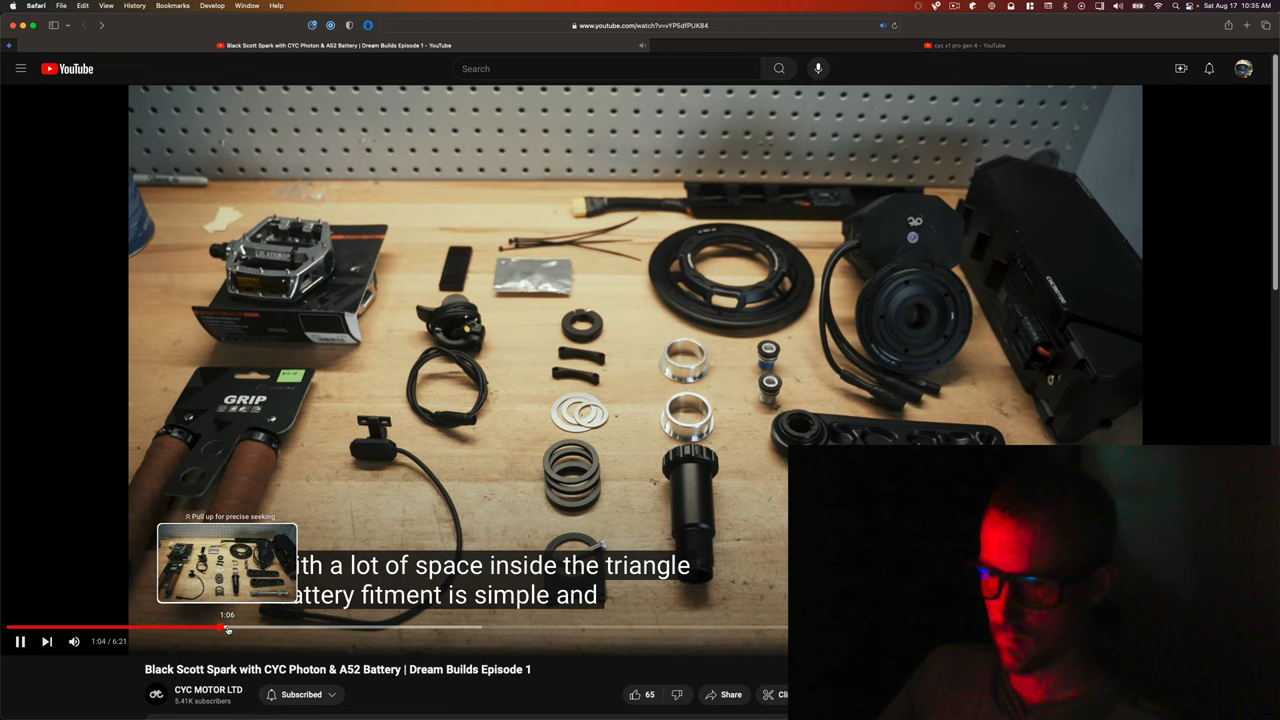 Safari File Edit View History Bookmarks Develop Window Help
Sat Aug 17 10:35 AM
www.youtube.com/watch?v=vYP5dfPUK84
Black Scott Spark with CYC Photon & A52 Battery | Dream Builds Episode 1 - YouTube
cyc x1 pro gen 4 - YouTube
YouTube
Search
GRIP
Pull up for precise seeking
ith a lot of space inside the triangle
attery fitment is simple and
1:06
1:04 / 6:21
Black Scott Spark with CYC Photon & A52 Battery | Dream Builds Episode 1
CYC MOTOR LTD
5.41K subscribers
Subscribed
65
Share
Cli